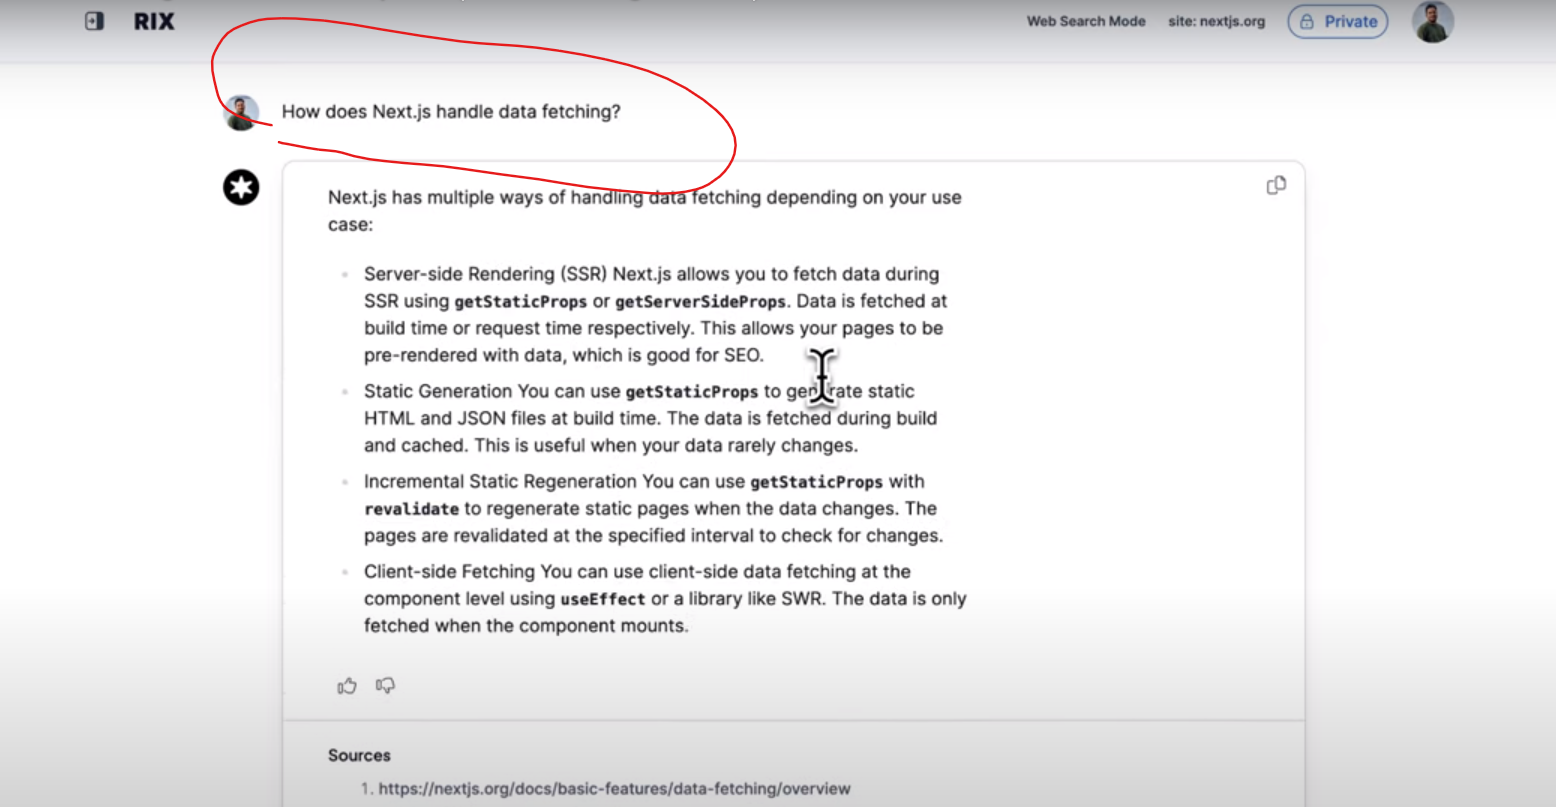 RIX
Web Search Mode site: nextjs.org Private
How does Next.js handle data fetching?
Next.js has multiple ways of handling data fetching depending on your use
case:
Server-side Rendering (SSR) Next.js allows you to fetch data during
SSR using getStaticProps or getServerSideProps. Data is fetched at
build time or request time respectively. This allows your pages to be
pre-rendered with data, which is good for SEO.
Static Generation You can use getStaticProps to generate static
HTML and JSON files at build time. The data is fetched during build
and cached. This is useful when your data rarely changes.
Incremental Static Regeneration You can use getStaticProps with
revalidate to regenerate static pages when the data changes. The
pages are revalidated at the specified interval to check for changes.
Client-side Fetching You can use client-side data fetching at the
component level using useEffect or a library like SWR. The data is only
fetched when the component mounts.
Sources
1. https://nextjs.org/docs/basic-features/data-fetching/overview